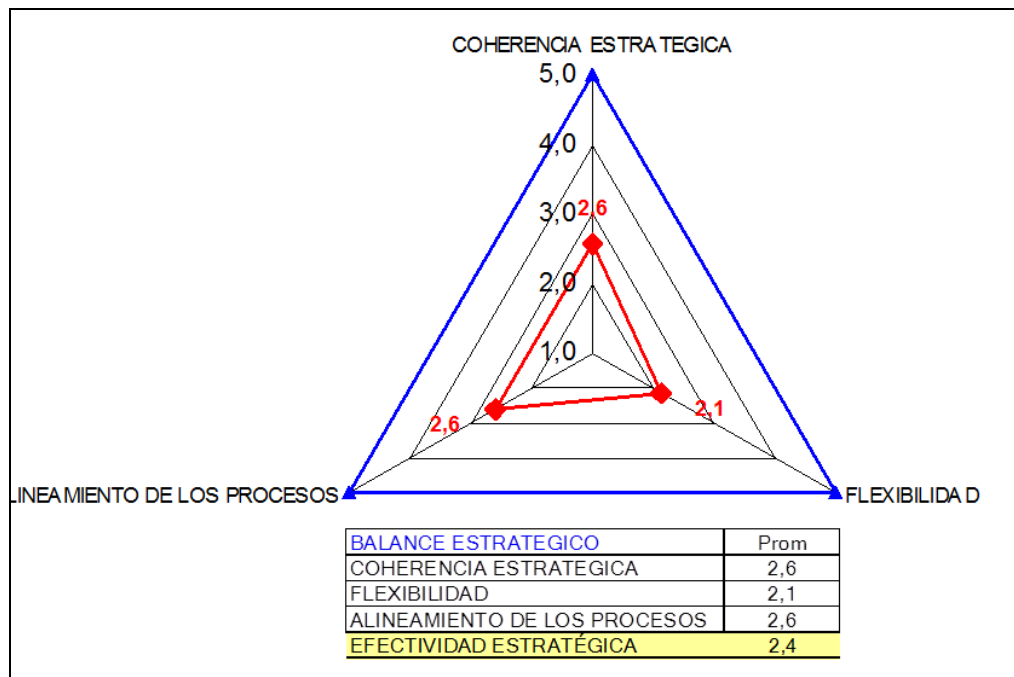 COHERENCIA ESTRATEGICA
5,0
4,0
3,0
2,6
2,0
1,0
2,6
2,1
LINEAMIENTO DE LOS PROCESOS
FLEXIBILIDAD
BALANCE ESTRATEGICO Prom
COHERENCIA ESTRATEGICA 2,6
FLEXIBILIDAD 2,1
ALINEAMIENTO DE LOS PROCESOS 2,6
EFECTIVIDAD ESTRATÉGICA 2,4